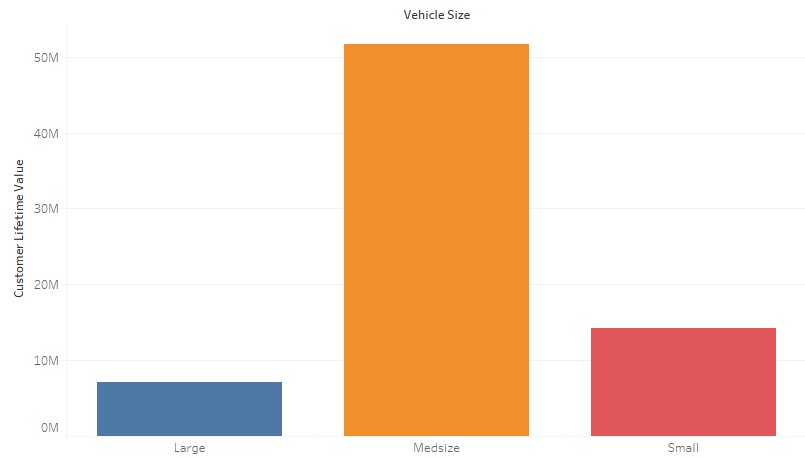 Vehicle Size
Customer Lifetime Value
50M
40M
30M
20M
10M
0M
Large
Medsize
Small